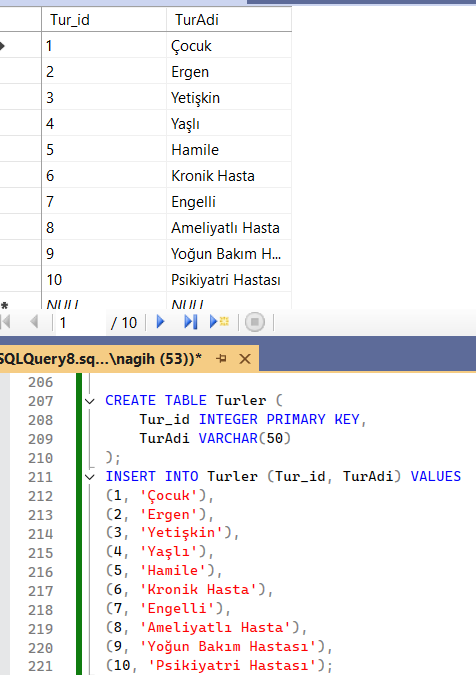 Tur_id TurAdi
1 Çocuk
2 Ergen
3 Yetişkin
4 Yaşlı
5 Hamile
6 Kronik Hasta
7 Engelli
8 Ameliyatlı Hasta
9 Yoğun Bakım H...
10 Psikiyatri Hastası
NULL NULL
1 / 10
SQLQuery8.sq...\nagih (53))*
206
207 CREATE TABLE Turler (
208 Tur_id INTEGER PRIMARY KEY,
209 TurAdi VARCHAR(50)
210 );
211 INSERT INTO Turler (Tur_id, TurAdi) VALUES
212 (1, 'Çocuk'),
213 (2, 'Ergen'),
214 (3, 'Yetişkin'),
215 (4, 'Yaşlı'),
216 (5, 'Hamile'),
217 (6, 'Kronik Hasta'),
218 (7, 'Engelli'),
219 (8, 'Ameliyatlı Hasta'),
220 (9, 'Yoğun Bakım Hastası'),
221 (10, 'Psikiyatri Hastası');